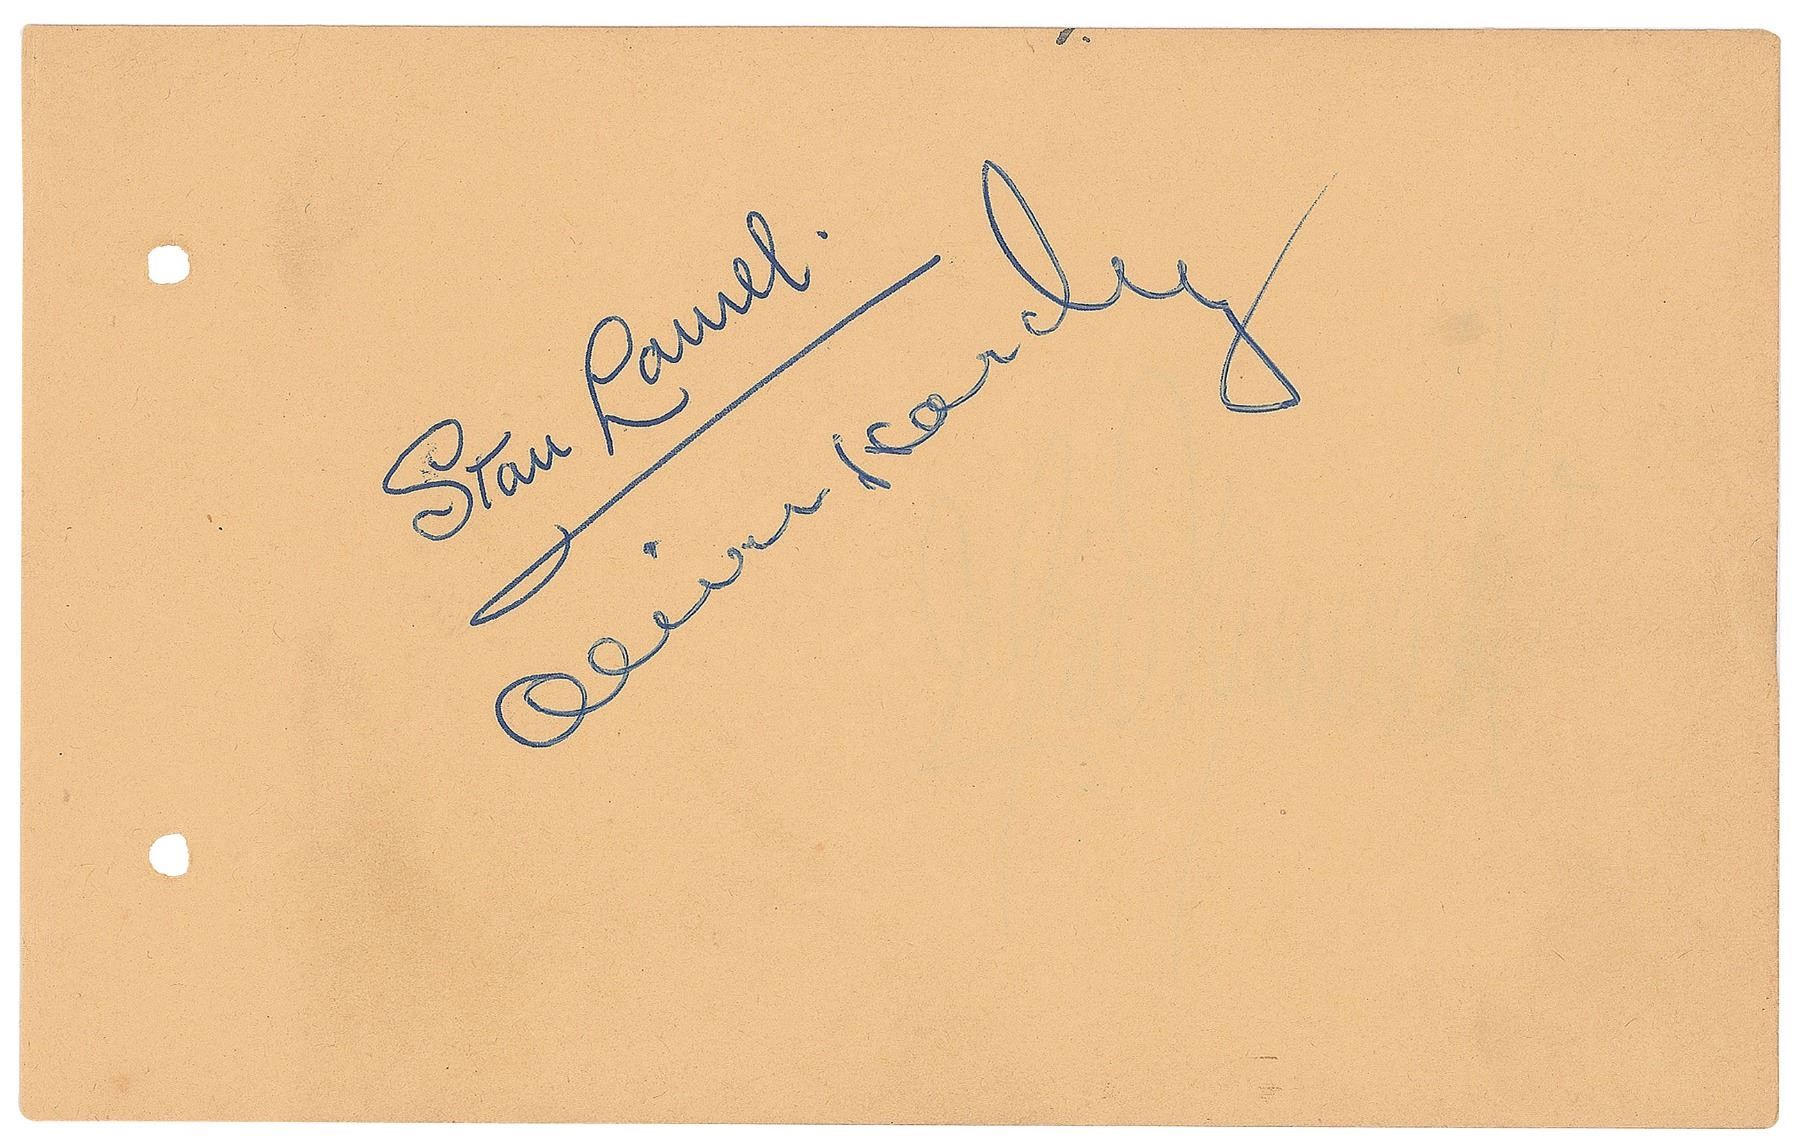 Stan Laurel.
Oliver Hardy